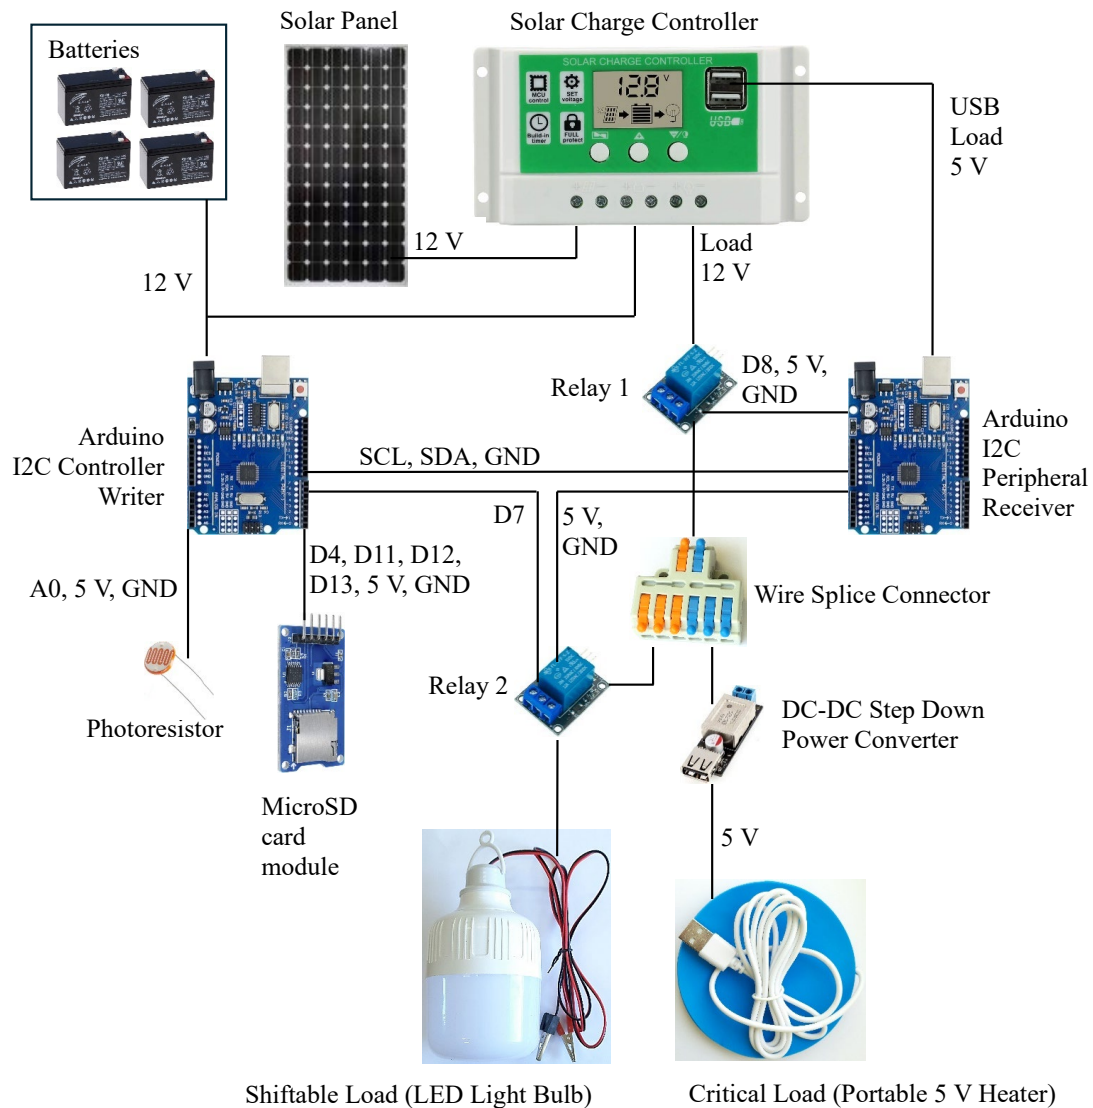 Solar Panel
Solar Charge Controller
Batteries
SOLAR CHARGE CONTROLLER
MCU
control
SET
voltage
12.8 V
USB
Build-in
timer
FULL
protect
USB
Load
5 V
12 V
Load
12 V
12 V
Relay 1
D8, 5 V,
GND
Arduino
I2C Controller
Writer
SCL, SDA, GND
Arduino
I2C
Peripheral
Receiver
D7
5 V,
GND
A0, 5 V, GND
D4, D11, D12,
D13, 5 V, GND
Wire Splice Connector
Relay 2
Photoresistor
DC-DC Step Down
Power Converter
MicroSD
card
module
5 V
Shiftable Load (LED Light Bulb)
Critical Load (Portable 5 V Heater)